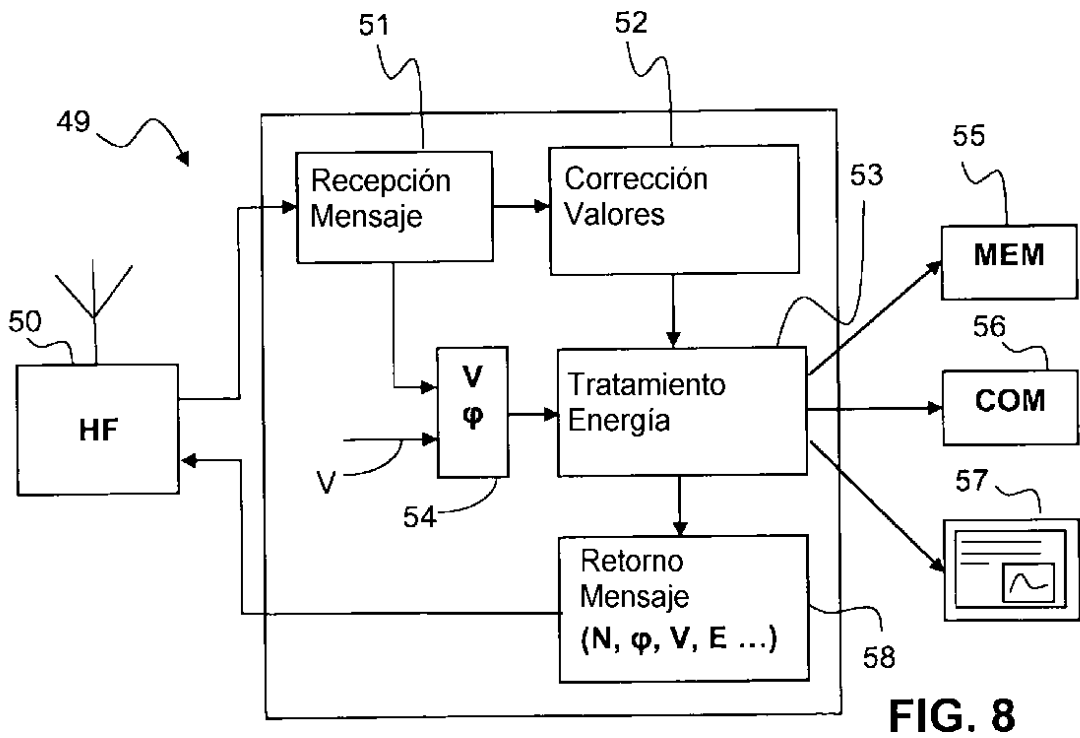 51
52
49
55
Recepción
Mensaje
Corrección
Valores
53
MEM
50
56
HF
V
φ
Tratamiento
Energía
COM
V
54
57
Retorno
Mensaje
(N, φ, V, E ...)
58
FIG. 8